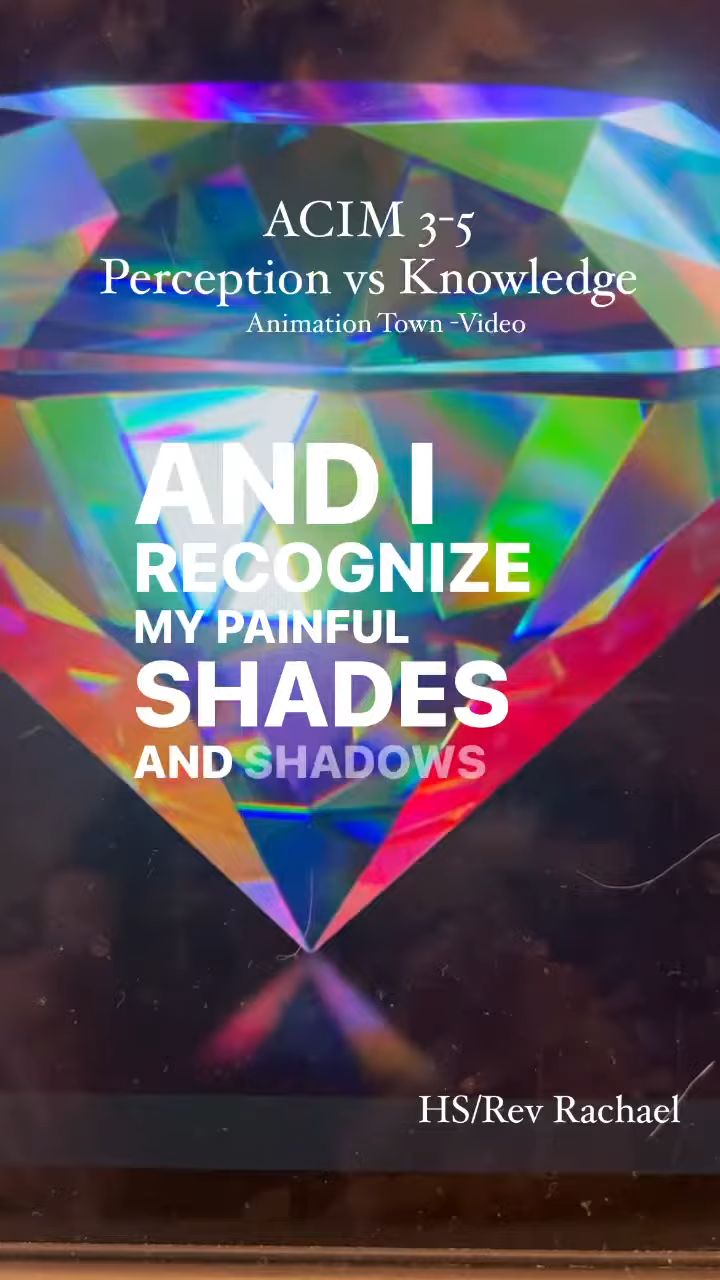 ACIM 3-5
Perception vs Knowledge
Animation Town -Video
AND I
RECOGNIZE
MY PAINFUL
SHADES
AND SHADOWS
HS/Rev Rachael